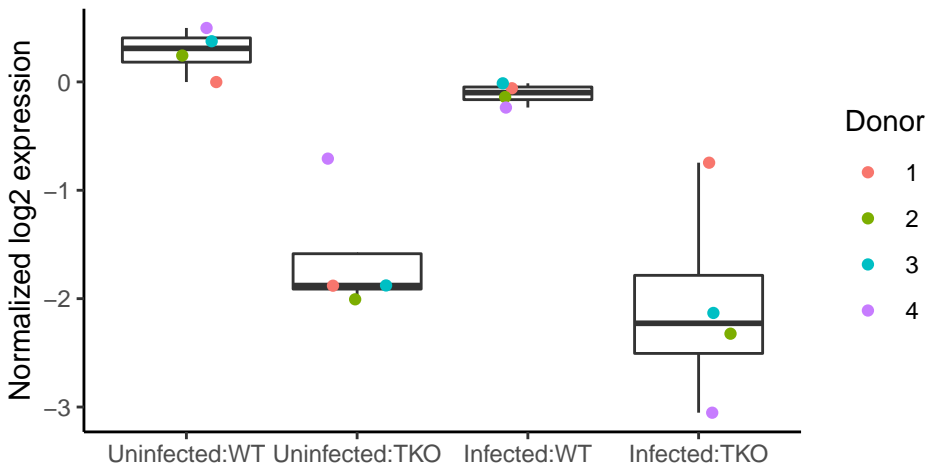 Normalized log2 expression
0
−1
−2
−3
Uninfected:WT
Uninfected:TKO
Infected:WT
Infected:TKO
Donor
1
2
3
4